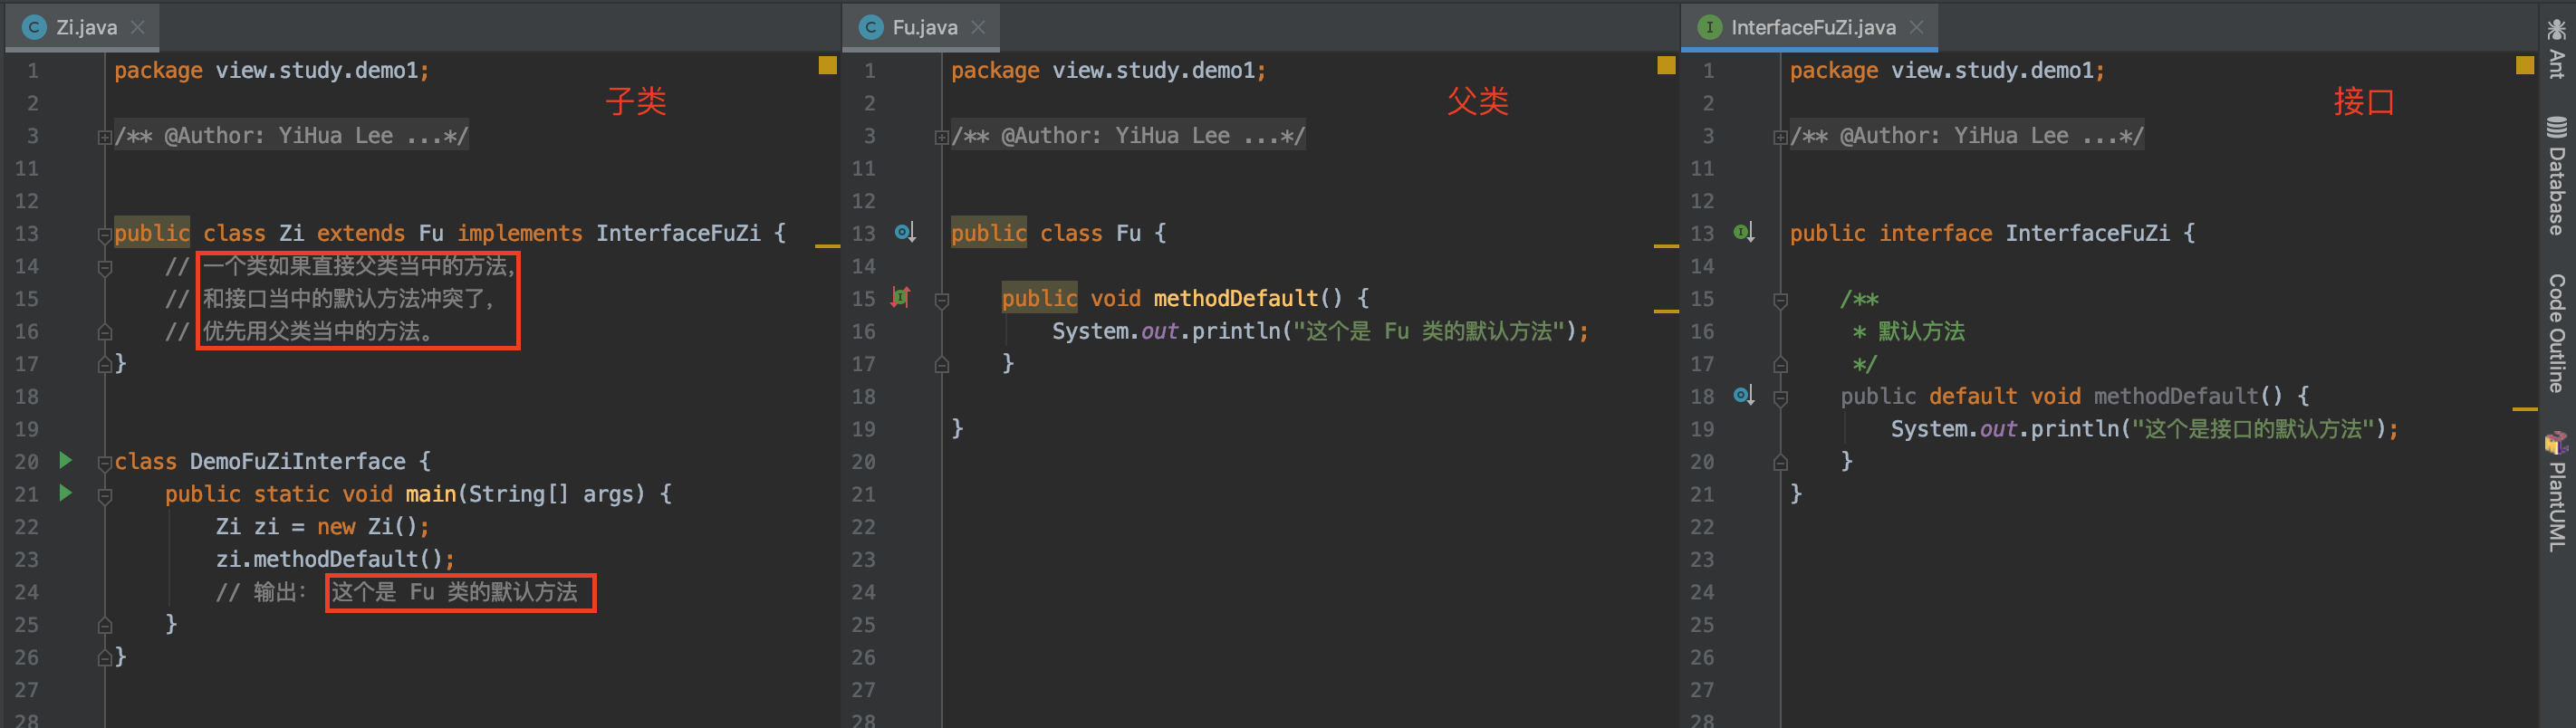 Zi.java
1 package view.study.demo1;
2 子类
3 /** @Author: YiHua Lee ...*/
11
12
13 public class Zi extends Fu implements InterfaceFuZi {
14 // 一个类如果直接父类当中的方法,
15 // 和接口当中的默认方法冲突了,
16 // 优先用父类当中的方法。
17 }
18
19
20 class DemoFuZiInterface {
21 public static void main(String[] args) {
22 Zi zi = new Zi();
23 zi.methodDefault();
24 // 输出: 这个是 Fu 类的默认方法
25 }
26 }
27
28
Fu.java
1 package view.study.demo1;
2 父类
3 /** @Author: YiHua Lee ...*/
11
12
13 public class Fu {
14
15 public void methodDefault() {
16 System.out.println("这个是 Fu 类的默认方法");
17 }
18
19 }
20
21
22
23
24
25
26
27
28
InterfaceFuZi.java
1 package view.study.demo1;
2 接口
3 /** @Author: YiHua Lee ...*/
11
12
13 public interface InterfaceFuZi {
14
15 /**
16 * 默认方法
17 */
18 public default void methodDefault() {
19 System.out.println("这个是接口的默认方法");
20 }
21 }
22
23
24
25
26
27
28
Ant
Database
Code Outline
PlantUML